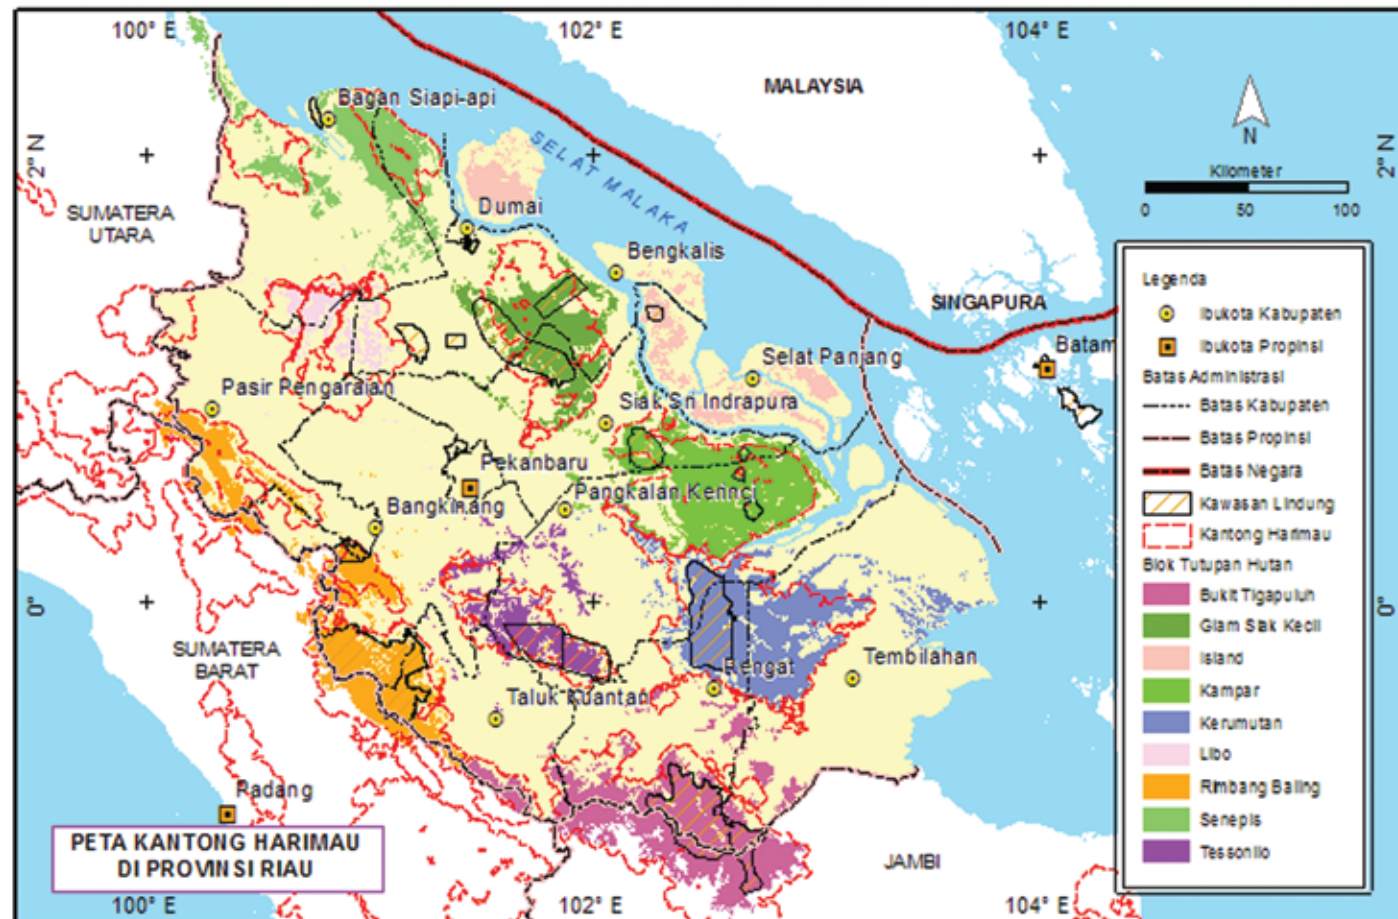 100° E
102° E
104° E
2° N
2° N
MALAYSIA
N
Kilometer
0 50 100
Bagan Siapi-api
SELAT MALAKA
SUMATERA
UTARA
Dumai
Bengkalis
SINGAPURA
Batam
Selat Panjang
Pasir Pengaraian
Siak Sri Indrapura
Pekanbaru
Pangkalan Kerinci
Bangkinang
0°
0°
SUMATERA
BARAT
Rengat
Tembilahan
Taluk Kuantan
Padang
JAMBI
PETA KANTONG HARIMAU
DI PROVINSI RIAU
100° E
102° E
104° E
Legenda
Ibukota Kabupaten
Ibukota Propinsi
Batas Administrasi
Batas Kabupaten
Batas Propinsi
Batas Negara
Kawasan Lindung
Kantong Harimau
Blok Tutupan Hutan
Bukit Tigapuluh
Giam Siak Kecil
Island
Kampar
Kerumutan
Libo
Rimbang Baling
Senepis
Tessonilo